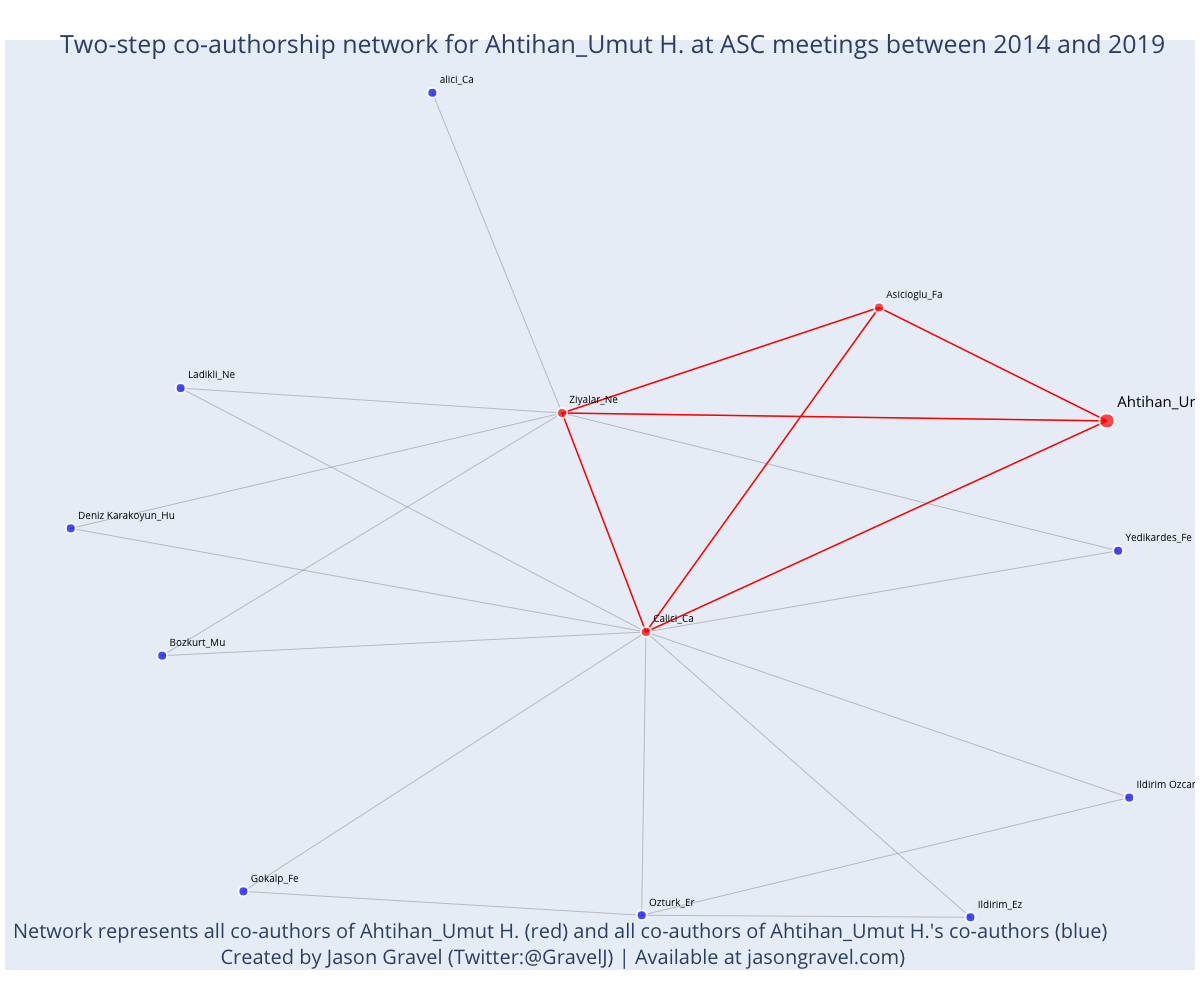 Two-step co-authorship network for Ahtihan_Umut H. at ASC meetings between 2014 and 2019
alici_Ca
Asicioglu_Fa
Ladikli_Ne
Ziyalar_Ne
Ahtihan_Ur
Deniz Karakoyun_Hu
Yedikardes_Fe
Calici_Ca
Bozkurt_Mu
Ildirim Ozcar
Gokalp_Fe
Ozturk_Er
Ildirim_Ez
Network represents all co-authors of Ahtihan_Umut H. (red) and all co-authors of Ahtihan_Umut H.'s co-authors (blue)
Created by Jason Gravel (Twitter:@GravelJ) | Available at jasongravel.com)